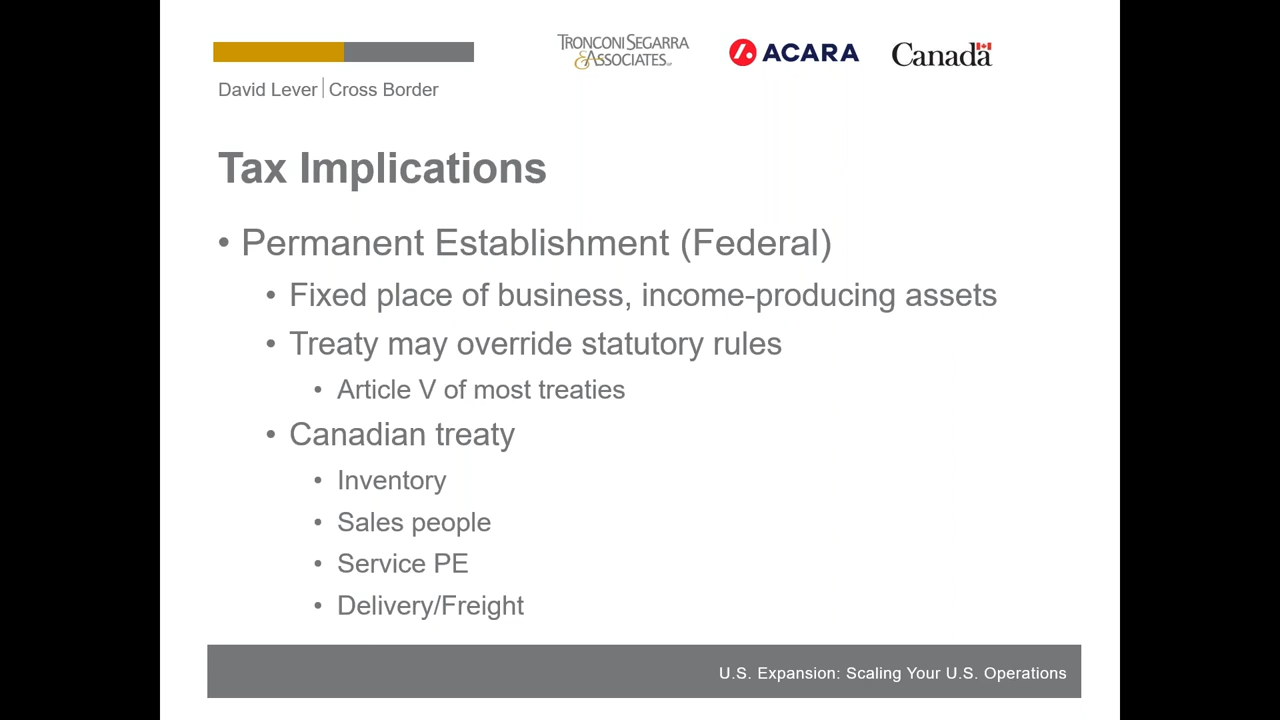 TRONCONI SEGARRA
& ASSOCIATES LLP
ACARA
Canada
David Lever | Cross Border
Tax Implications
• Permanent Establishment (Federal)
• Fixed place of business, income-producing assets
• Treaty may override statutory rules
• Article V of most treaties
• Canadian treaty
• Inventory
• Sales people
• Service PE
• Delivery/Freight
U.S. Expansion: Scaling Your U.S. Operations